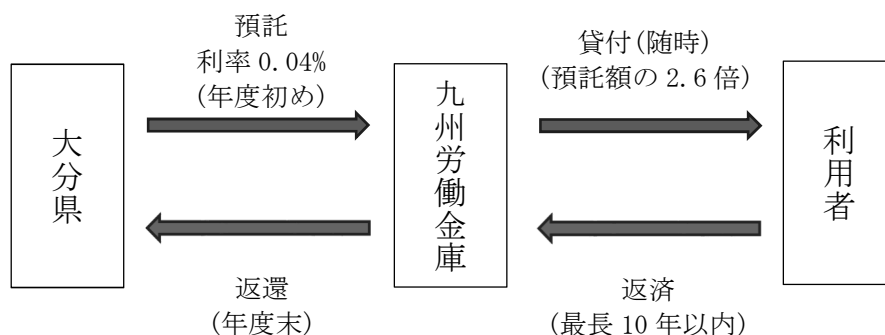 預託
利率 0.04%
(年度初め)
貸付(随時)
(預託額の 2.6 倍)
大分県
九州労働金庫
利用者
返還
(年度末)
返済
(最長 10 年以内)